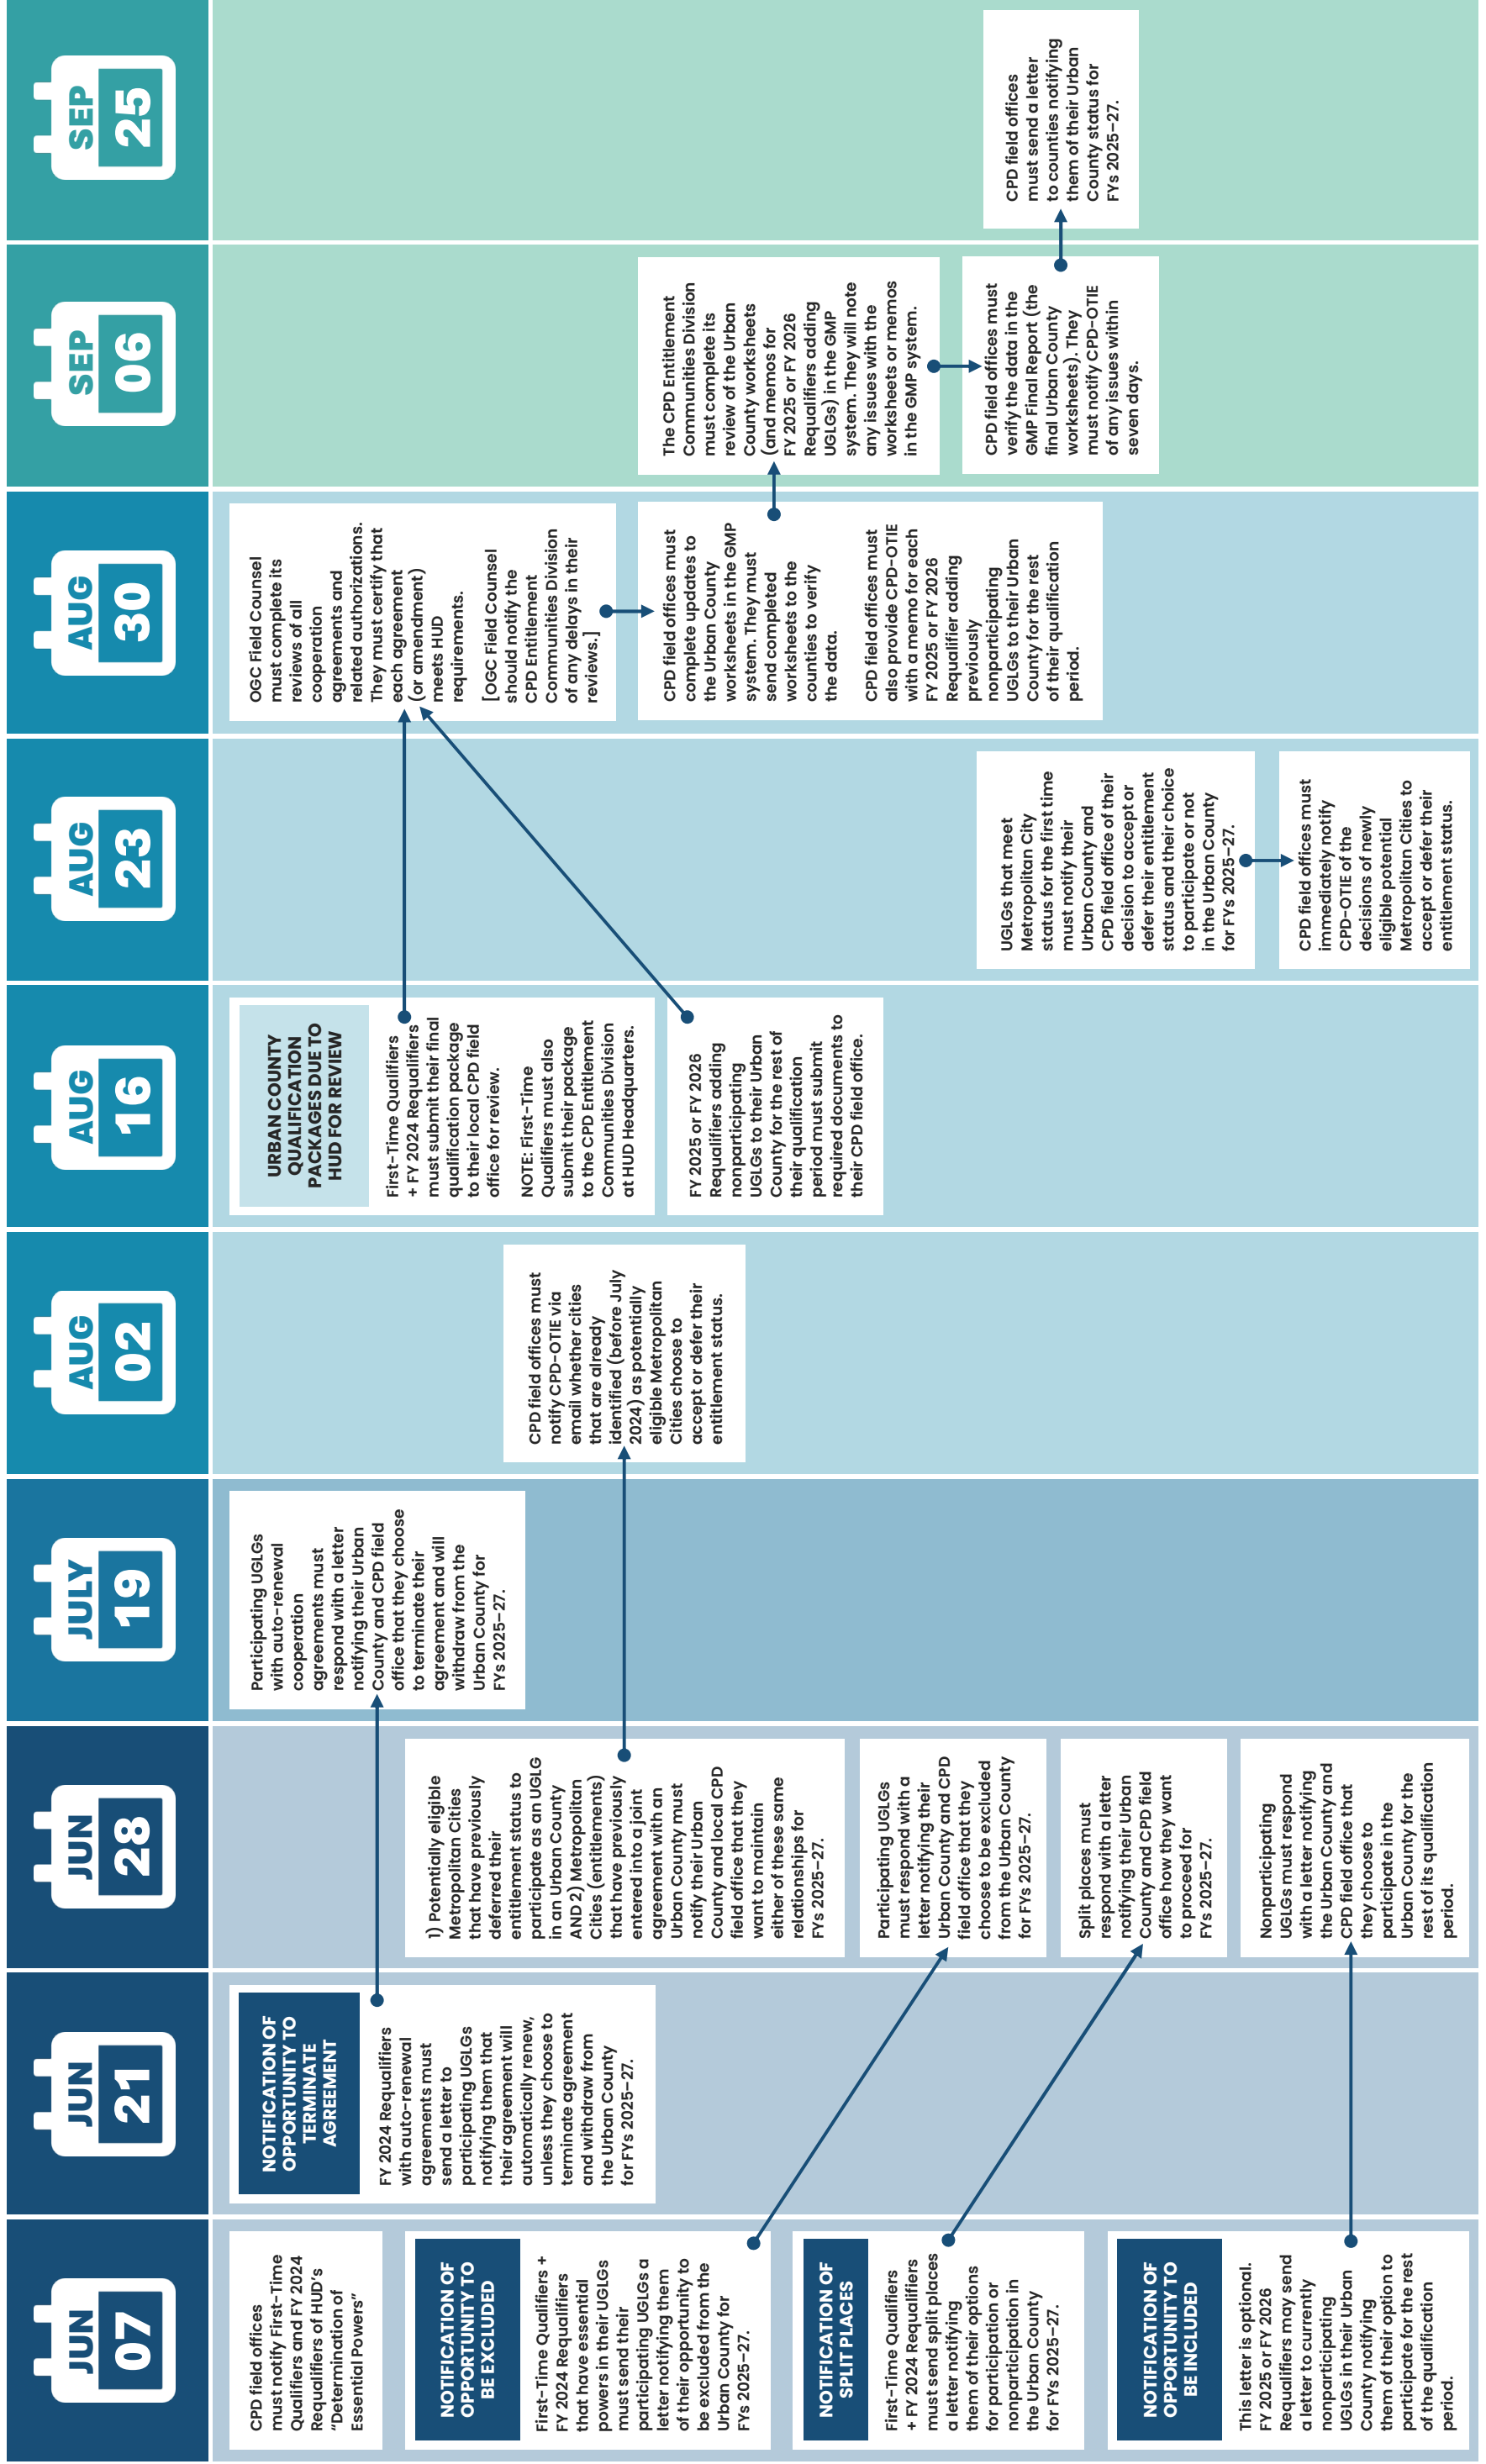 JUN
07
CPD field offices
must notify First-Time
Qualifiers and FY 2024
Requalifiers of HUD's
"Determination of
Essential Powers"
NOTIFICATION OF
OPPORTUNITY TO
BE EXCLUDED
First-Time Qualifiers +
FY 2024 Requalifiers
that have essential
powers in their UGLGs
must send their
participating UGLGs a
letter notifying them
of their opportunity to
be excluded from the
Urban County for
FYs 2025-27.
NOTIFICATION OF
SPLIT PLACES
First-Time Qualifiers
+ FY 2024 Requalifiers
must send split places
a letter notifying
them of their options
for participation or
nonparticipation in
the Urban County
for FYs 2025-27.
NOTIFICATION OF
OPPORTUNITY TO
BE INCLUDED
This letter is optional.
FY 2025 or FY 2026
Requalifiers may send
a letter to currently
nonparticipating
UGLGs in their Urban
County notifying
them of their option to
participate for the rest
of the qualification
period.
JUN
21
NOTIFICATION OF
OPPORTUNITY TO
TERMINATE
AGREEMENT
FY 2024 Requalifiers
with auto-renewal
agreements must
send a letter to
participating UGLGs
notifying them that
their agreement will
automatically renew,
unless they choose to
terminate agreement
and withdraw from
the Urban County
for FYs 2025-27.
JUN
28
1) Potentially eligible
Metropolitan Cities
that have previously
deferred their
entitlement status to
participate as an UGLG
in an Urban County
AND 2) Metropolitan
Cities (entitlements)
that have previously
entered into a joint
agreement with an
Urban County must
notify their Urban
County and local CPD
field office that they
want to maintain
either of these same
relationships for
FYs 2025-27.
Participating UGLGs
must respond with a
letter notifying their
Urban County and CPD
field office that they
choose to be excluded
from the Urban County
for FYs 2025-27.
Split places must
respond with a letter
notifying their Urban
County and CPD field
office how they want
to proceed for
FYs 2025-27.
Nonparticipating
UGLGs must respond
with a letter notifying
the Urban County and
CPD field office that
they choose to
participate in the
Urban County for the
rest of its qualification
period.
JULY
19
Participating UGLGs
with auto-renewal
cooperation
agreements must
respond with a letter
notifying their Urban
County and CPD field
office that they choose
to terminate their
agreement and will
withdraw from the
Urban County for
FYs 2025-27.
AUG
02
CPD field offices must
notify CPD-OTIE via
email whether cities
that are already
identified (before July
2024) as potentially
eligible Metropolitan
Cities choose to
accept or defer their
entitlement status.
AUG
16
URBAN COUNTY
QUALIFICATION
PACKAGES DUE TO
HUD FOR REVIEW
First-Time Qualifiers
+ FY 2024 Requalifiers
must submit their final
qualification package
to their local CPD field
office for review.
NOTE: First-Time
Qualifiers must also
submit their package
to the CPD Entitlement
Communities Division
at HUD Headquarters.
FY 2025 or FY 2026
Requalifiers adding
nonparticipating
UGLGs to their Urban
County for the rest of
their qualification
period must submit
required documents to
their CPD field office.
AUG
23
UGLGs that meet
Metropolitan City
status for the first time
must notify their
Urban County and
CPD field office of their
decision to accept or
defer their entitlement
status and their choice
to participate or not
in the Urban County
for FYs 2025-27.
CPD field offices must
immediately notify
CPD-OTIE of the
decisions of newly
eligible potential
Metropolitan Cities to
accept or defer their
entitlement status.
AUG
30
OGC Field Counsel
must complete its
reviews of all
cooperation
agreements and
related authorizations.
They must certify that
each agreement
(or amendment)
meets HUD
requirements.
[OGC Field Counsel
should notify the
CPD Entitlement
Communities Division
of any delays in their
reviews.]
CPD field offices must
complete updates to
the Urban County
worksheets in the GMP
system. They must
send completed
worksheets to the
counties to verify
the data.
CPD field offices must
also provide CPD-OTIE
with a memo for each
FY 2025 or FY 2026
Requalifier adding
previously
nonparticipating
UGLGs to their Urban
County for the rest
of their qualification
period.
SEP
06
The CPD Entitlement
Communities Division
must complete its
review of the Urban
County worksheets
(and memos for
FY 2025 or FY 2026
Requalifiers adding
UGLGs) in the GMP
system. They will note
any issues with the
worksheets or memos
in the GMP system.
CPD field offices must
verify the data in the
GMP Final Report (the
final Urban County
worksheets). They
must notify CPD-OTIE
of any issues within
seven days.
SEP
25
CPD field offices
must send a letter
to counties notifying
them of their Urban
County status for
FYs 2025-27.